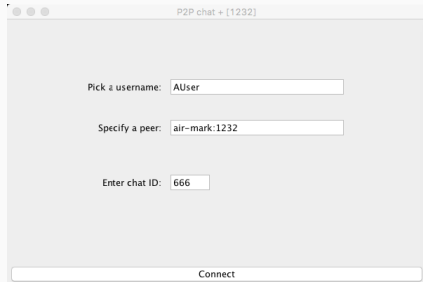 P2P chat + [1232]
Pick a username: AUser
Specify a peer: air-mark:1232
Enter chat ID: 666
Connect